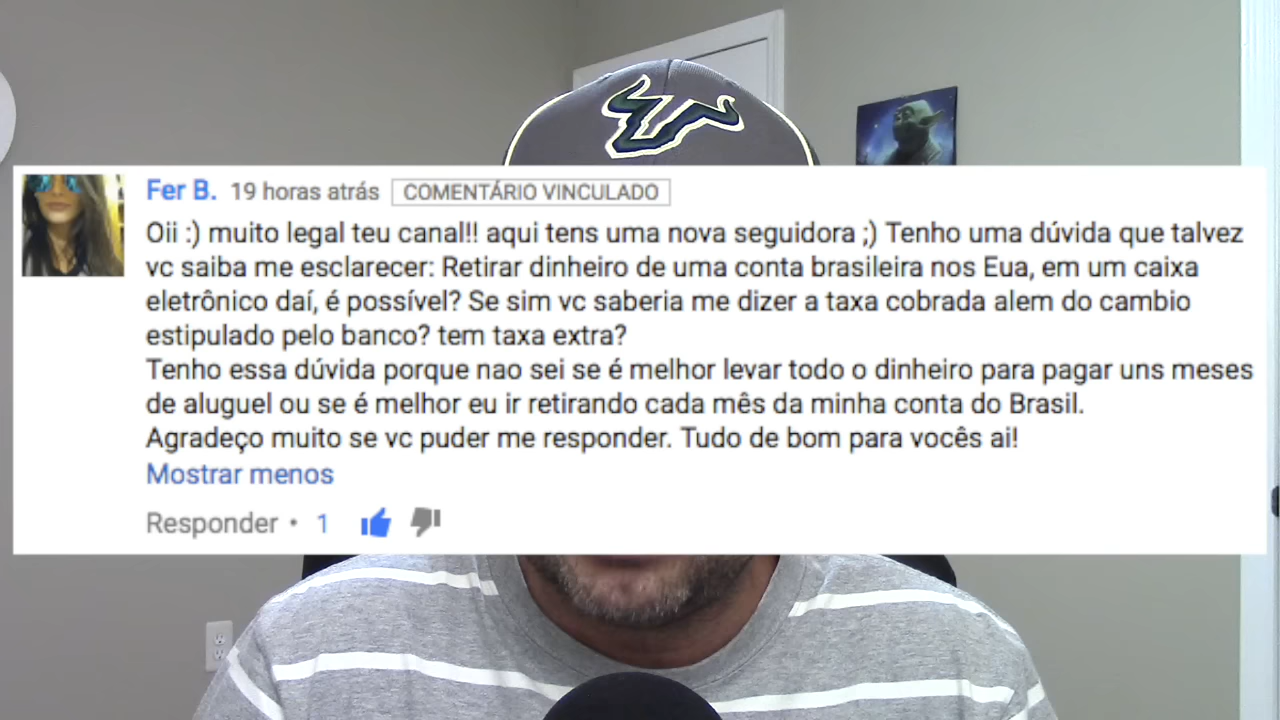 Fer B. 19 horas atrás COMENTÁRIO VINCULADO
Oii :) muito legal teu canal!! aqui tens uma nova seguidora ;) Tenho uma dúvida que talvez
vc saiba me esclarecer: Retirar dinheiro de uma conta brasileira nos Eua, em um caixa
eletrônico daí, é possível? Se sim vc saberia me dizer a taxa cobrada alem do cambio
estipulado pelo banco? tem taxa extra?
Tenho essa dúvida porque nao sei se é melhor levar todo o dinheiro para pagar uns meses
de aluguel ou se é melhor eu ir retirando cada mês da minha conta do Brasil.
Agradeço muito se vc puder me responder. Tudo de bom para vocês ai!
Mostrar menos
Responder • 1